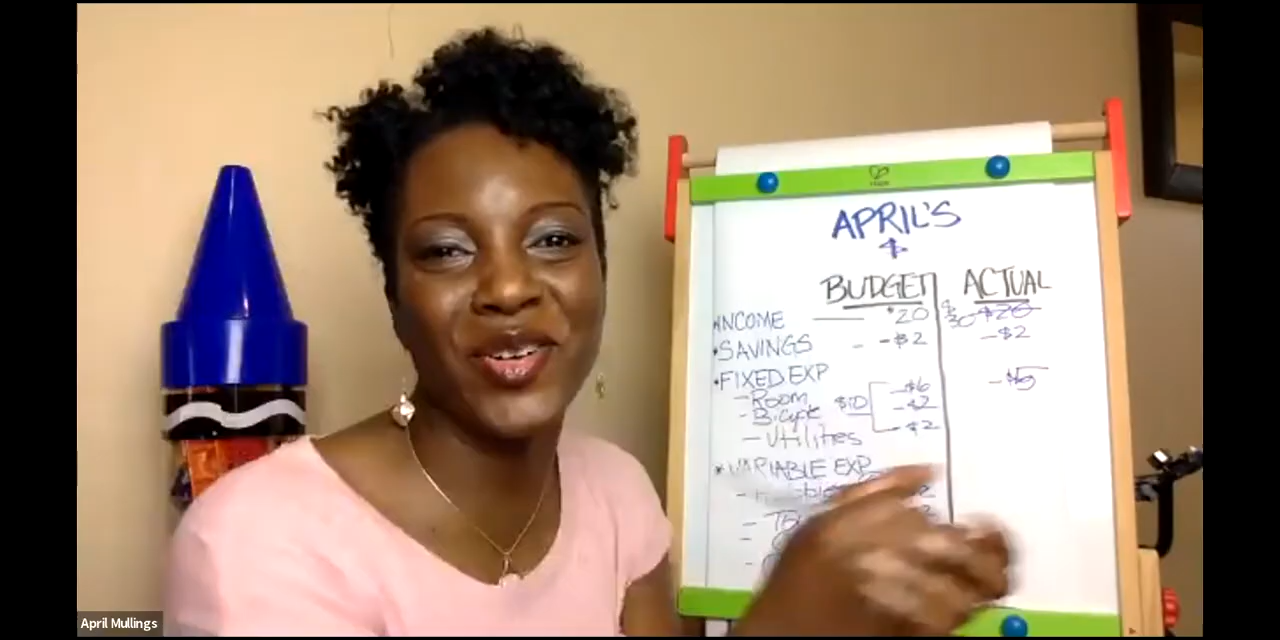 APRIL'S
$
BUDGET ACTUAL
INCOME $20 $30 $20
SAVINGS - -$2 -$2
FIXED EXP
- Room $10 -$6 -$6
- Bicycle -$2
- Utilities -$2
* VARIABLE EXP
April Mullings